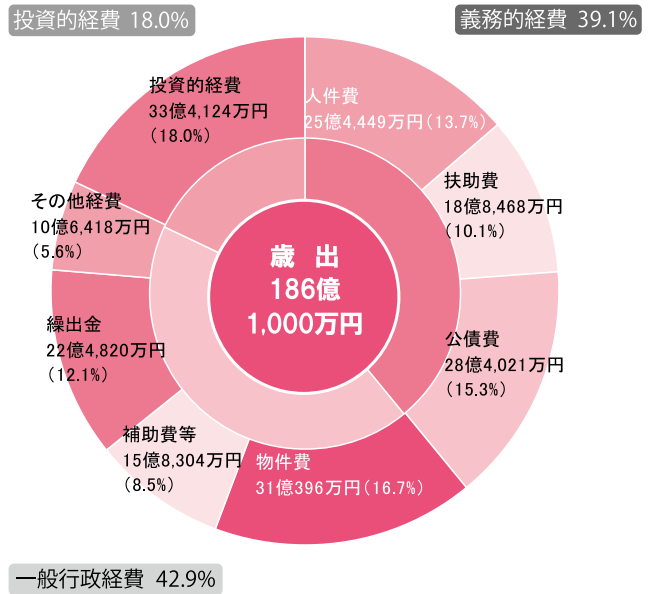 投資的経費 18.0%
義務的経費 39.1%
投資的経費
33億4,124万円
（18.0%）
人件費
25億4,449万円（13.7%）
扶助費
18億8,468万円
（10.1%）
その他経費
10億6,418万円
（5.6%）
歳 出
186億
1,000万円
繰出金
22億4,820万円
（12.1%）
公債費
28億4,021万円
（15.3%）
補助費等
15億8,304万円
（8.5%）
物件費
31億396万円（16.7%）
一般行政経費 42.9%